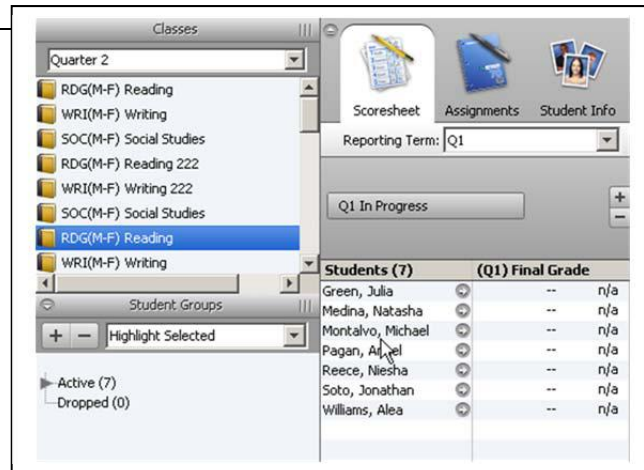 Classes
Quarter 2
RDG(M-F) Reading
WRI(M-F) Writing
SOC(M-F) Social Studies
RDG(M-F) Reading 222
WRI(M-F) Writing 222
SOC(M-F) Social Studies
RDG(M-F) Reading
WRI(M-F) Writing
Student Groups
+ − Highlight Selected
Active (7)
Dropped (0)
Scoresheet Assignments Student Info
Reporting Term: Q1
Q1 In Progress
+
−
Students (7) (Q1) Final Grade
Green, Julia -- n/a
Medina, Natasha -- n/a
Montalvo, Michael -- n/a
Pagan, -- n/a
Reece, Niesha -- n/a
Soto, Jonathan -- n/a
Williams, Alea -- n/a